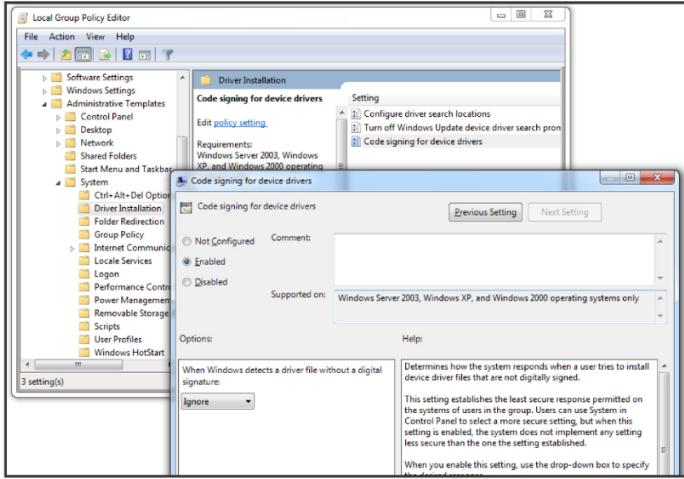 Local Group Policy Editor
File Action View Help
Software Settings
Windows Settings
Administrative Templates
Control Panel
Desktop
Network
Shared Folders
Start Menu and Taskbar
System
Ctrl+Alt+Del Option
Driver Installation
Folder Redirection
Group Policy
Internet Communic
Locale Services
Logon
Performance Contr
Power Managemen
Removable Storage
Scripts
User Profiles
Windows HotStart
3 setting(s)
Driver Installation
Code signing for device drivers
Edit policy setting
Requirements:
Windows Server 2003, Windows
XP, and Windows 2000 operating
Setting
Configure driver search locations
Turn off Windows Update device driver search prom
Code signing for device drivers
Code signing for device drivers
Code signing for device drivers
Previous Setting
Next Setting
Not Configured
Enabled
Disabled
Comment:
Supported on:
Windows Server 2003, Windows XP, and Windows 2000 operating systems only
Options:
Help:
When Windows detects a driver file without a digital
signature:
Ignore
Determines how the system responds when a user tries to install
device driver files that are not digitally signed.
This setting establishes the least secure response permitted on
the systems of users in the group. Users can use System in
Control Panel to select a more secure setting, but when this
setting is enabled, the system does not implement any setting
less secure than the one the setting established.
When you enable this setting, use the drop-down box to specify
the desired response.